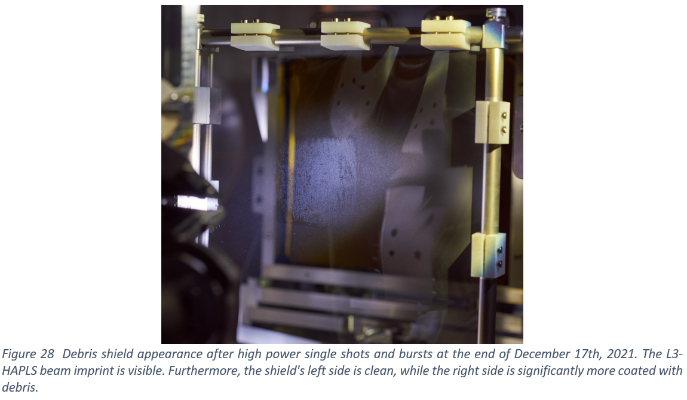 Figure 28  Debris shield appearance after high power single shots and bursts at the end of December 17th, 2021. The L3-
HAPLS beam imprint is visible. Furthermore, the shield's left side is clean, while the right side is significantly more coated with
debris.